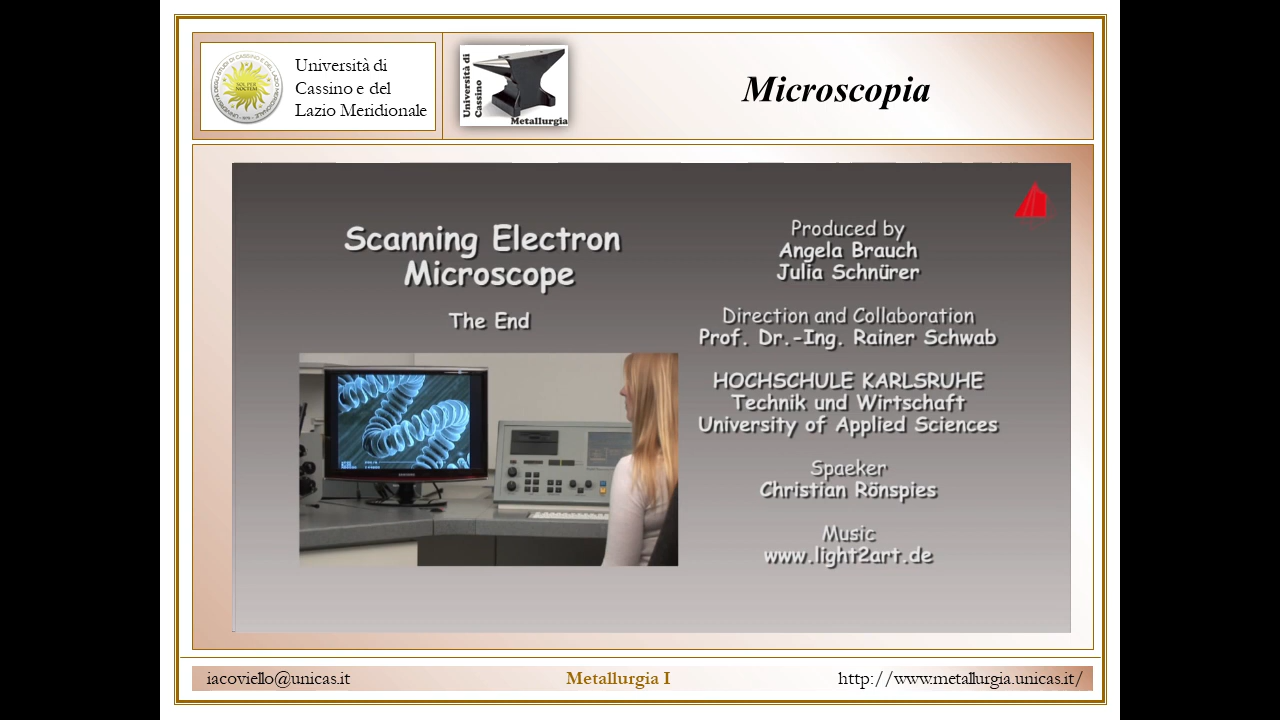 Università di
Cassino e del
Lazio Meridionale
Università di
Cassino
Metallurgia
Microscopia
Scanning Electron
Microscope
The End
Produced by
Angela Brauch
Julia Schnürer
Direction and Collaboration
Prof. Dr.-Ing. Rainer Schwab
HOCHSCHULE KARLSRUHE
Technik und Wirtschaft
University of Applied Sciences
Spaeker
Christian Rönspies
Music
www.light2art.de
iacoviello@unicas.it
Metallurgia I
http://www.metallurgia.unicas.it/